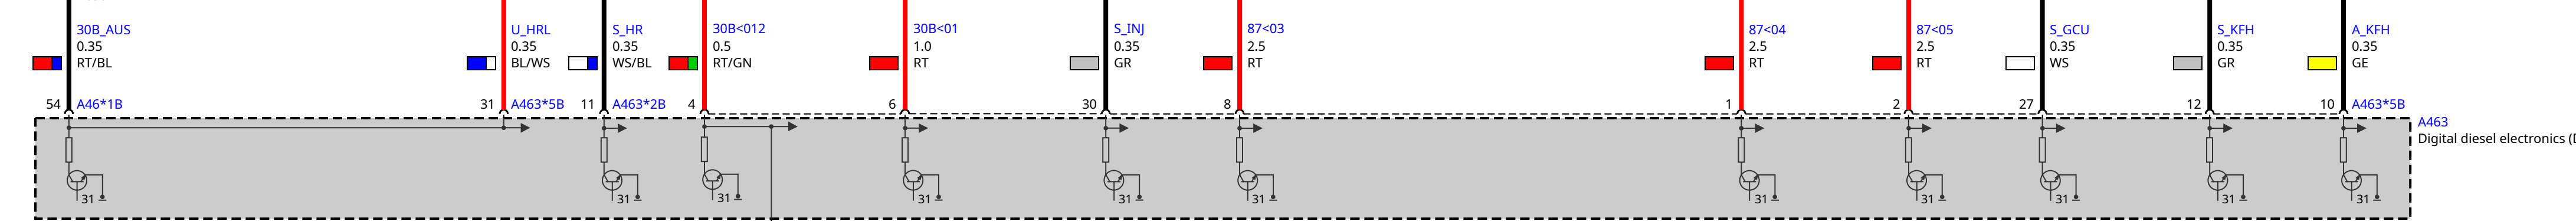 30B_AUS
0.35
RT/BL
54 A46*1B
U_HRL
0.35
BL/WS
31 A463*5B
S_HR
0.35
WS/BL
11 A463*2B
30B<012
0.5
RT/GN
4
30B<01
1.0
RT
6
S_INJ
0.35
GR
30
87<03
2.5
RT
8
87<04
2.5
RT
1
87<05
2.5
RT
2
S_GCU
0.35
WS
27
S_KFH
0.35
GR
12
A_KFH
0.35
GE
10 A463*5B
A463
Digital diesel electronics (
31
31
31
31
31
31
31
31
31
31
31